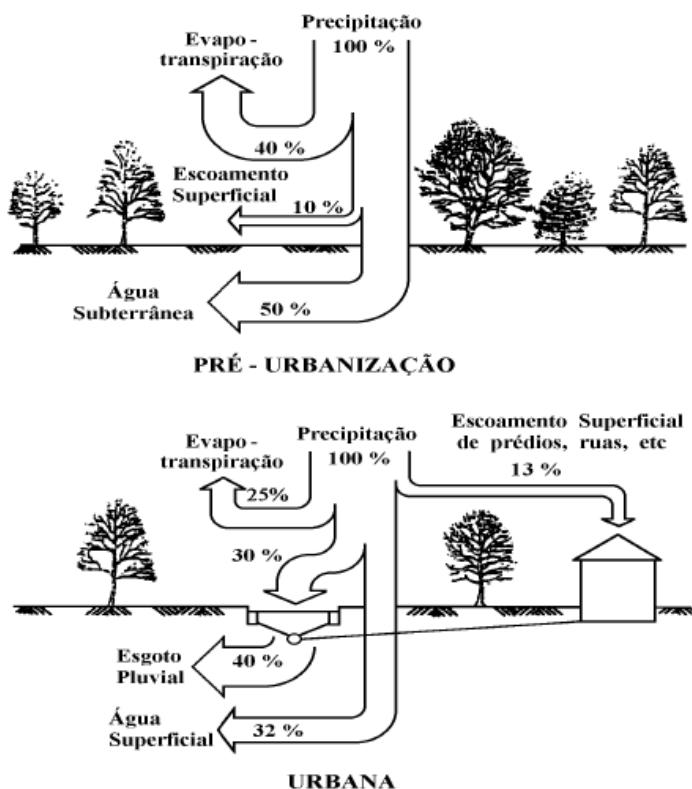 Precipitação
100 %
Evapo -
transpiração
40 %
Escoamento
Superficial
10 %
Água
Subterrânea
50 %
PRÉ - URBANIZAÇÃO
Escoamento Superficial
de prédios, ruas, etc
13 %
Precipitação
100 %
Evapo -
transpiração
25%
30 %
Esgoto
Pluvial
40 %
Água
Superficial
32 %
URBANA